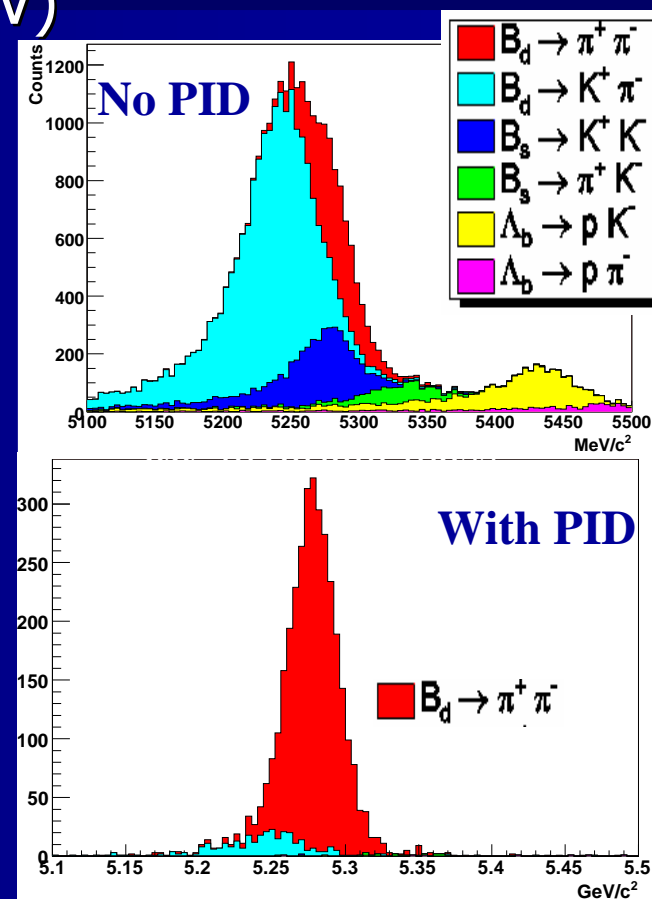 V)
Counts
No PID
1200
1000
800
600
400
200
0
5100 5150 5200 5250 5300 5350 5400 5450 5500
MeV/c²
B_d → π⁺ π⁻
B_d → K⁺ π⁻
B_s → K⁺ K⁻
B_s → π⁺ K⁻
Λ_b → p K⁻
Λ_b → p π⁻
With PID
300
250
200
150
100
50
0
B_d → π⁺ π⁻
5.1 5.15 5.2 5.25 5.3 5.35 5.4 5.45 5.5
GeV/c²